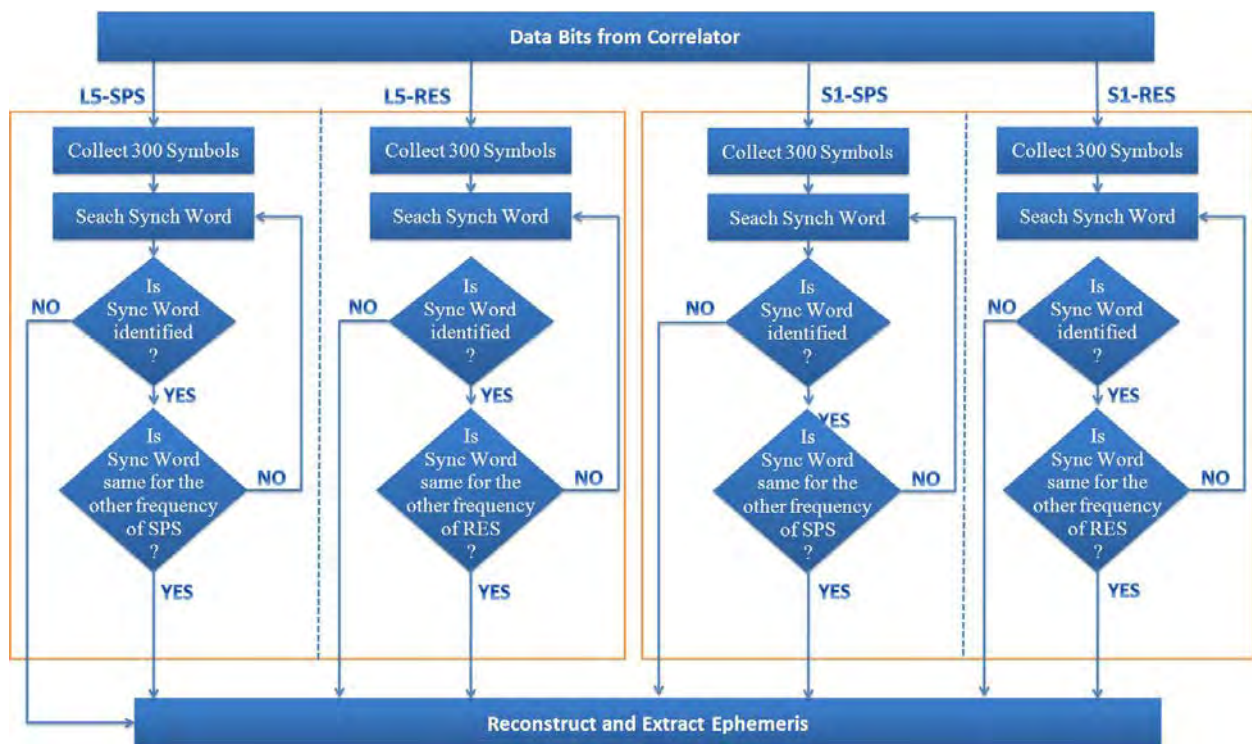 Data Bits from Correlator
L5-SPS
L5-RES
S1-SPS
S1-RES
Collect 300 Symbols
Seach Synch Word
Is
Sync Word
identified
?
NO
YES
Is
Sync Word
same for the
other frequency
of SPS
?
NO
YES
Collect 300 Symbols
Seach Synch Word
Is
Sync Word
identified
?
NO
YES
Is
Sync Word
same for the
other frequency
of RES
?
NO
YES
Collect 300 Symbols
Seach Synch Word
Is
Sync Word
identified
?
NO
YES
Is
Sync Word
same for the
other frequency
of SPS
?
NO
YES
Collect 300 Symbols
Seach Synch Word
Is
Sync Word
identified
?
NO
YES
Is
Sync Word
same for the
other frequency
of RES
?
NO
YES
Reconstruct and Extract Ephemeris